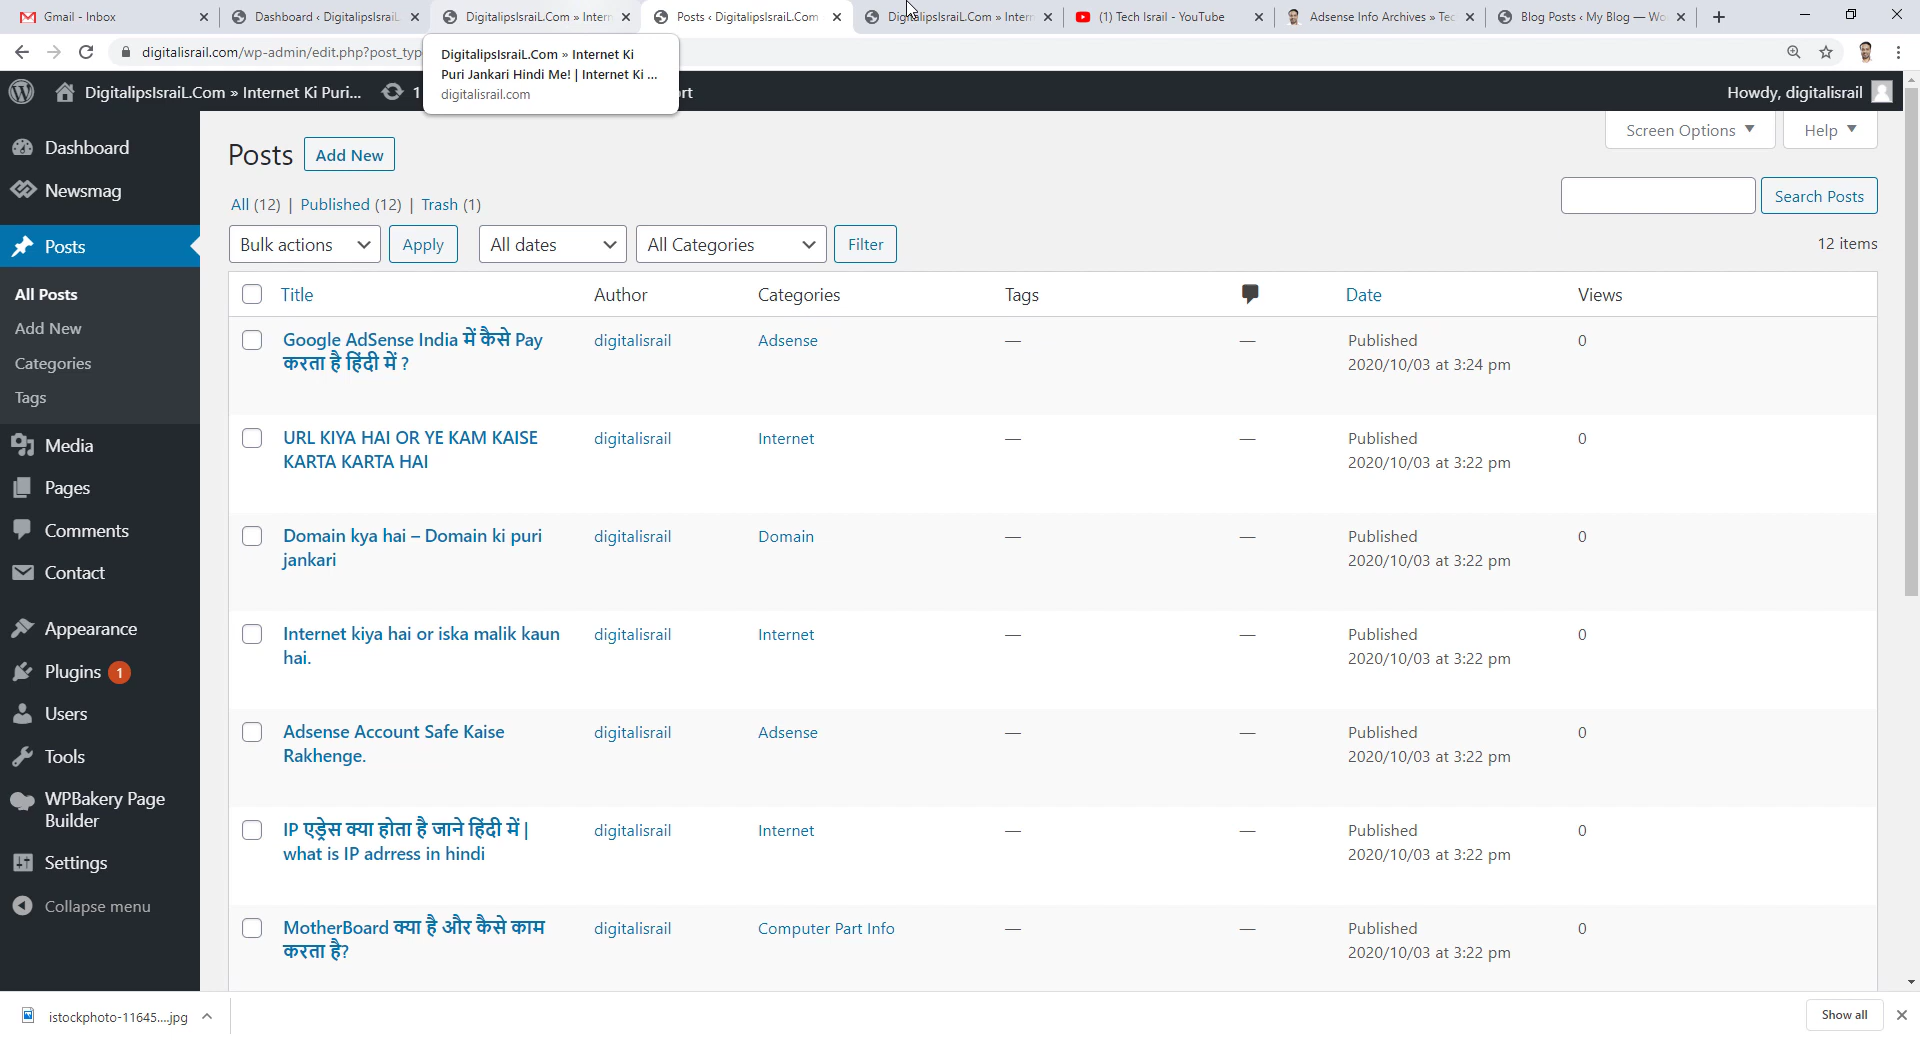 Gmail - Inbox
Dashboard ‹ DigitalipsIsrail.
DigitalipsIsraiL.Com » Intern
Posts ‹ DigitalipsIsraiL.Com
DigitalipsIsraiL.Com » Intern
(1) Tech Israil - YouTube
Adsense Info Archives » Tec
Blog Posts ‹ My Blog — Wo
digitalisrail.com/wp-admin/edit.php?post_typ
DigitalipsIsraiL.Com » Internet Ki
Puri Jankari Hindi Me! | Internet Ki ...
digitalisrail.com
DigitalipsIsraiL.Com » Internet Ki Puri...
1
rt
Howdy, digitalisrail
Dashboard
Newsmag
Posts
All Posts
Add New
Categories
Tags
Media
Pages
Comments
Contact
Appearance
Plugins 1
Users
Tools
WPBakery Page
Builder
Settings
Collapse menu
Screen Options
Help
Posts
Add New
All (12) | Published (12) | Trash (1)
Search Posts
Bulk actions
Apply
All dates
All Categories
Filter
12 items
Title Author Categories Tags Date Views
Google AdSense India में कैसे Pay digitalisrail Adsense — — Published 0
करता है हिंदी में ? 2020/10/03 at 3:24 pm
URL KIYA HAI OR YE KAM KAISE digitalisrail Internet — — Published 0
KARTA KARTA HAI 2020/10/03 at 3:22 pm
Domain kya hai – Domain ki puri digitalisrail Domain — — Published 0
jankari 2020/10/03 at 3:22 pm
Internet kiya hai or iska malik kaun digitalisrail Internet — — Published 0
hai. 2020/10/03 at 3:22 pm
Adsense Account Safe Kaise digitalisrail Adsense — — Published 0
Rakhenge. 2020/10/03 at 3:22 pm
IP एड्रेस क्या होता है जाने हिंदी में | digitalisrail Internet — — Published 0
what is IP adrress in hindi 2020/10/03 at 3:22 pm
MotherBoard क्या है और कैसे काम digitalisrail Computer Part Info — — Published 0
करता है? 2020/10/03 at 3:22 pm
istockphoto-11645....jpg
Show all